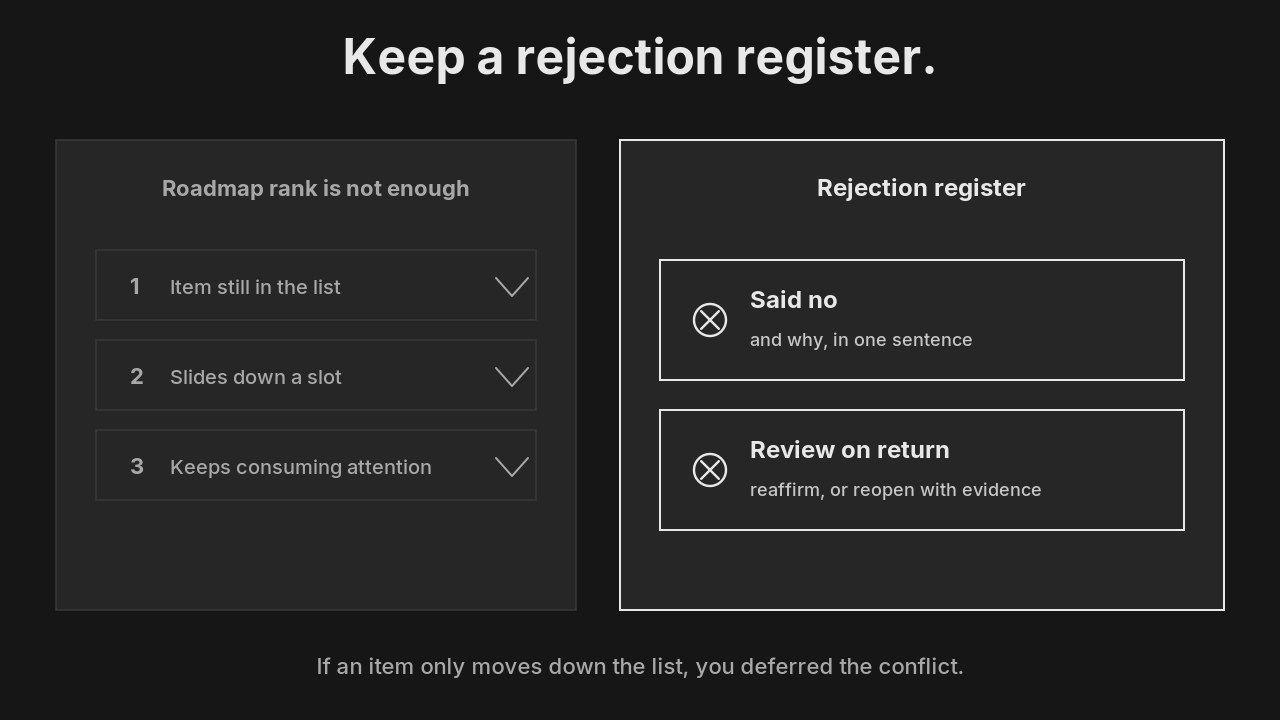 Keep a rejection register.
Roadmap rank is not enough
1 Item still in the list
2 Slides down a slot
3 Keeps consuming attention
Rejection register
Said no
and why, in one sentence
Review on return
reaffirm, or reopen with evidence
If an item only moves down the list, you deferred the conflict.